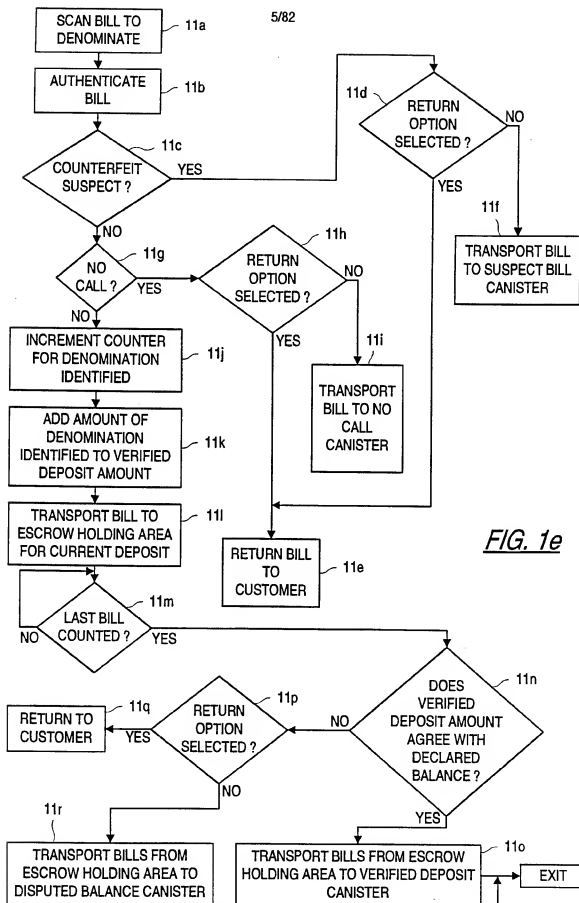 5/82
SCAN BILL TO
DENOMINATE
11a
AUTHENTICATE
BILL
11b
COUNTERFEIT
SUSPECT ?
11c
YES
NO
RETURN
OPTION
SELECTED ?
11d
NO
YES
11f
TRANSPORT BILL
TO SUSPECT BILL
CANISTER
NO
CALL ?
11g
YES
NO
RETURN
OPTION
SELECTED ?
11h
NO
YES
11i
TRANSPORT
BILL TO NO
CALL
CANISTER
INCREMENT COUNTER
FOR DENOMINATION
IDENTIFIED
11j
ADD AMOUNT OF
DENOMINATION
IDENTIFIED TO VERIFIED
DEPOSIT AMOUNT
11k
TRANSPORT BILL TO
ESCROW HOLDING AREA
FOR CURRENT DEPOSIT
11l
RETURN BILL
TO
CUSTOMER
11e
FIG. 1e
LAST BILL
COUNTED ?
11m
NO
YES
DOES
VERIFIED
DEPOSIT AMOUNT
AGREE WITH
DECLARED
BALANCE ?
11n
NO
YES
RETURN
OPTION
SELECTED ?
11p
YES
NO
RETURN TO
CUSTOMER
11q
11r
TRANSPORT BILLS FROM
ESCROW HOLDING AREA TO
DISPUTED BALANCE CANISTER
TRANSPORT BILLS FROM ESCROW
HOLDING AREA TO VERIFIED DEPOSIT
CANISTER
11o
EXIT